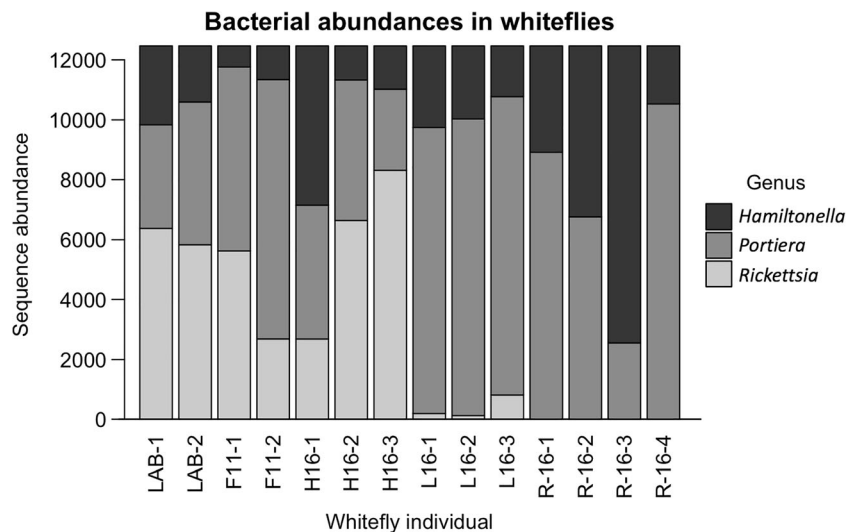 Bacterial abundances in whiteflies
Sequence abundance
12000
10000
8000
6000
4000
2000
0
LAB-1
LAB-2
F11-1
F11-2
H16-1
H16-2
H16-3
L16-1
L16-2
L16-3
R-16-1
R-16-2
R-16-3
R-16-4
Whitefly individual
Genus
Hamiltonella
Portiera
Rickettsia